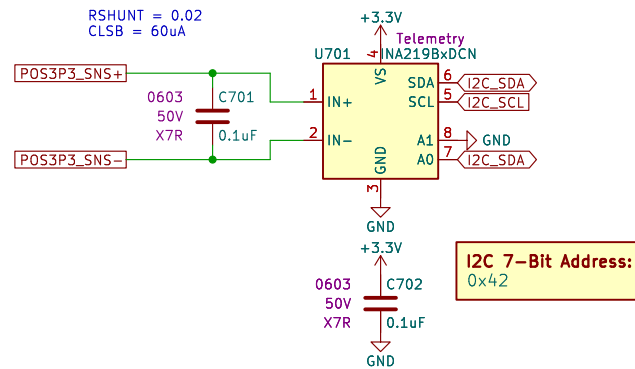 RSHUNT = 0.02
CLSB = 60uA
+3.3V
Telemetry
U701
INA219BxDCN
POS3P3_SNS+
POS3P3_SNS-
0603
50V
X7R
C701
0.1uF
1
IN+
2
IN-
4
VS
GND
3
SDA
6
I2C_SDA
SCL
5
I2C_SCL
A1
8
GND
A0
7
I2C_SDA
GND
+3.3V
0603
50V
X7R
C702
0.1uF
GND
I2C 7-Bit Address:
0x42